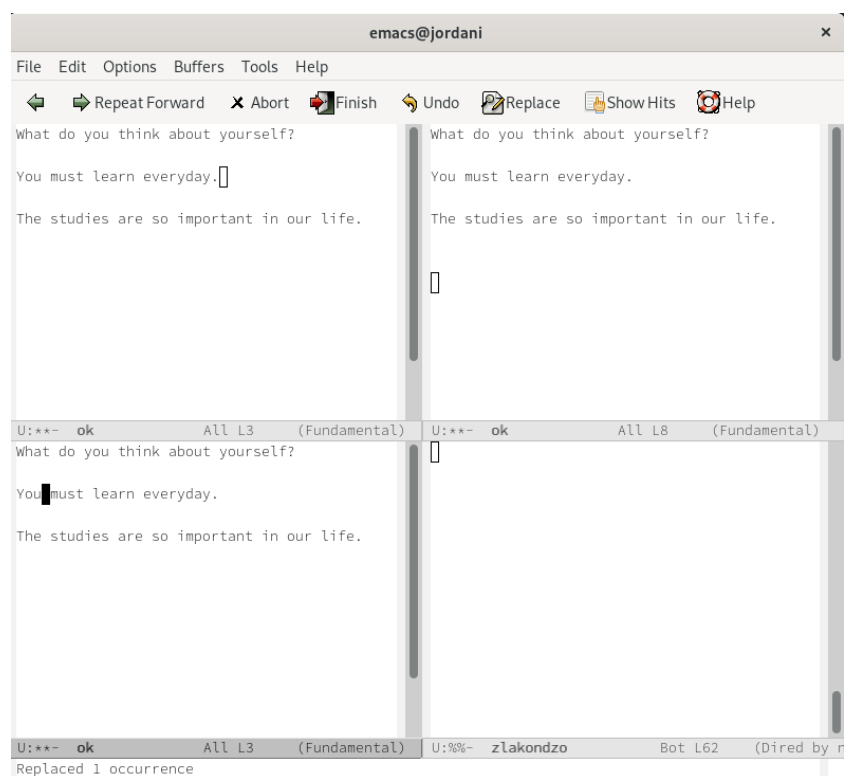 emacs@jordani ×
File Edit Options Buffers Tools Help
Repeat Forward Abort Finish Undo Replace Show Hits Help
What do you think about yourself?
You must learn everyday.
The studies are so important in our life.
U:**- ok All L3 (Fundamental)
What do you think about yourself?
You must learn everyday.
The studies are so important in our life.
U:**- ok All L8 (Fundamental)
What do you think about yourself?
You must learn everyday.
The studies are so important in our life.
U:**- ok All L3 (Fundamental)
U:%%- zlakondzo Bot L62 (Dired by n
Replaced 1 occurrence